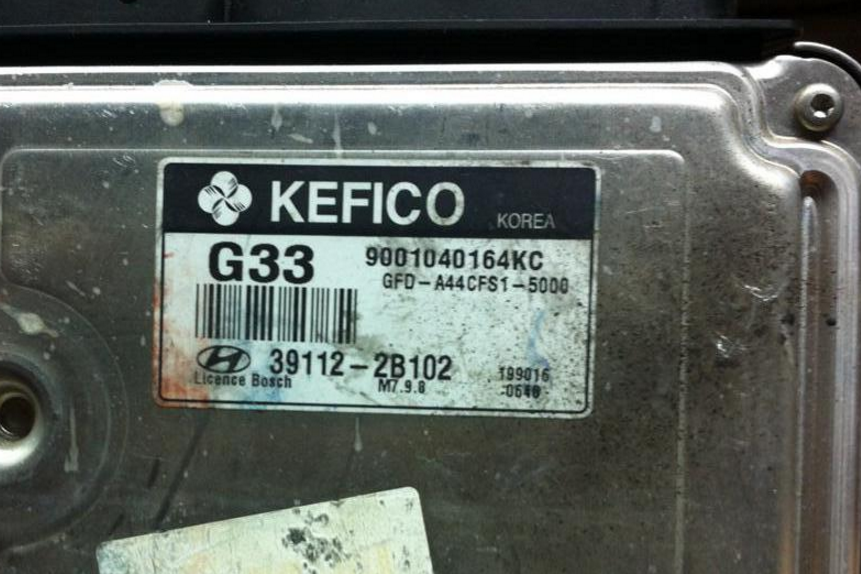 KEFICO KOREA
G33 9001040164KC
GFD-A44CFS1-5000
39112-2B102
Licence Bosch M7.9.8 199016
-0640-